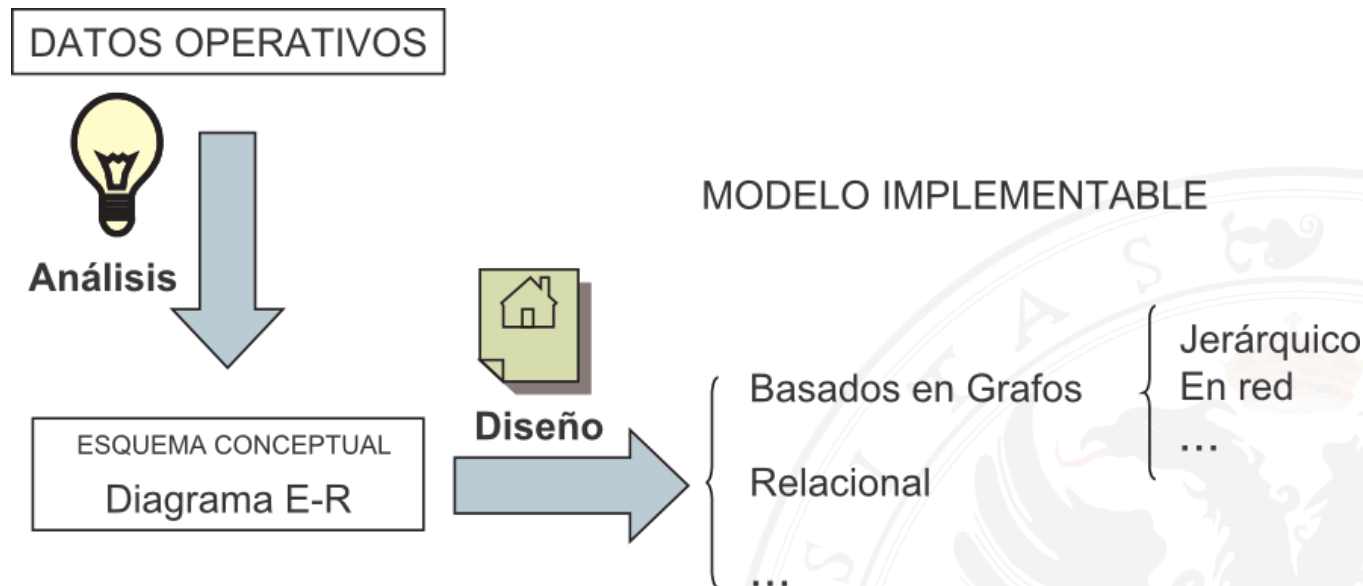 DATOS OPERATIVOS
Análisis
ESQUEMA CONCEPTUAL
Diagrama E-R
Diseño
MODELO IMPLEMENTABLE
Basados en Grafos
Jerárquico
En red
...
Relacional
...